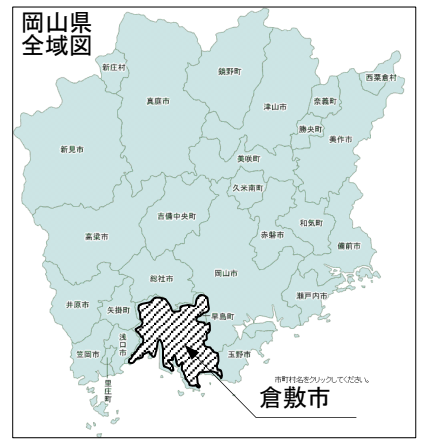 岡山県
全域図
新庄村
鏡野町
西粟倉村
真庭市
津山市
奈義町
勝央町
美作市
新見市
美咲町
久米南町
吉備中央町
和気町
高梁市
赤磐市
備前市
総社市
岡山市
瀬戸内市
井原市
矢掛町
早島町
浅口市
笠岡市
玉野市
里庄町
市町村名をクリックしてください。
倉敷市